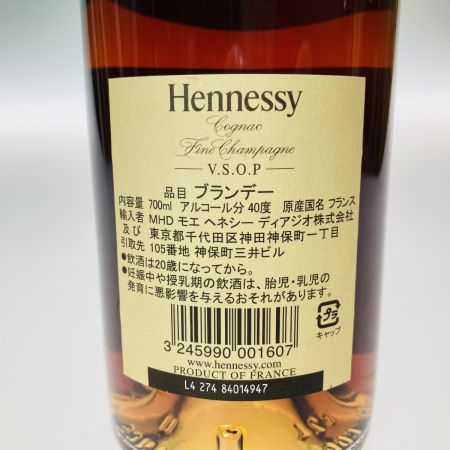 Hennessy
Cognac
Fine Champagne
V.S.O.P
品目 ブランデー
内容量 700ml アルコール分 40度 原産国名 フランス
輸入者 MHD モエ ヘネシー ディアジオ株式会社
及び 東京都千代田区神田神保町一丁目
引取先 105番地 神保町三井ビル
●飲酒は20歳になってから。
●妊娠中や授乳期の飲酒は、胎児・乳児の
発育に悪影響を与えるおそれがあります。
プラ
キャップ
3 245990 001607
www.hennessy.com
PRODUCT OF FRANCE
L4 274 84014947